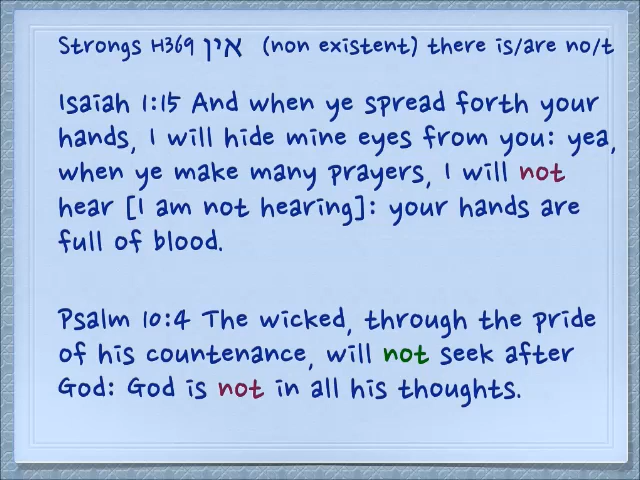 Strongs H369 אין (non existent) there is/are no/t
Isaiah 1:15 And when ye spread forth your
hands, I will hide mine eyes from you: yea,
when ye make many prayers, I will not
hear [I am not hearing]: your hands are
full of blood.
Psalm 10:4 The wicked, through the pride
of his countenance, will not seek after
God: God is not in all his thoughts.